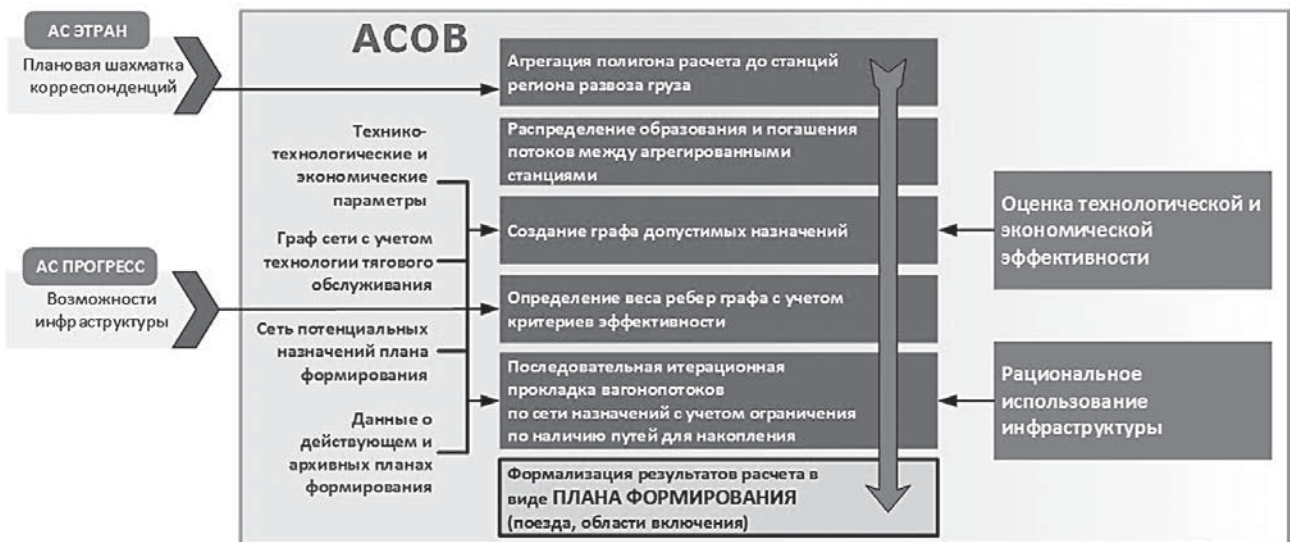 АС ЭТРАН
Плановая шахматка
корреспонденций
АС ПРОГРЕСС
Возможности
инфраструктуры
АСОВ
Технико-
технологические и
экономические
параметры
Граф сети с учетом
технологии тягового
обслуживания
Сеть потенциальных
назначений плана
формирования
Данные о
действующем и
архивных планах
формирования
Агрегация полигона расчета до станций
региона развоза груза
Распределение образования и погашения
потоков между агрегированными
станциями
Создание графа допустимых назначений
Определение веса ребер графа с учетом
критериев эффективности
Последовательная итерационная
прокладка вагонопотоков
по сети назначений с учетом ограничения
по наличию путей для накопления
Формализация результатов расчета в
виде ПЛАНА ФОРМИРОВАНИЯ
(поезда, области включения)
Оценка технологической и
экономической
эффективности
Рациональное
использование
инфраструктуры